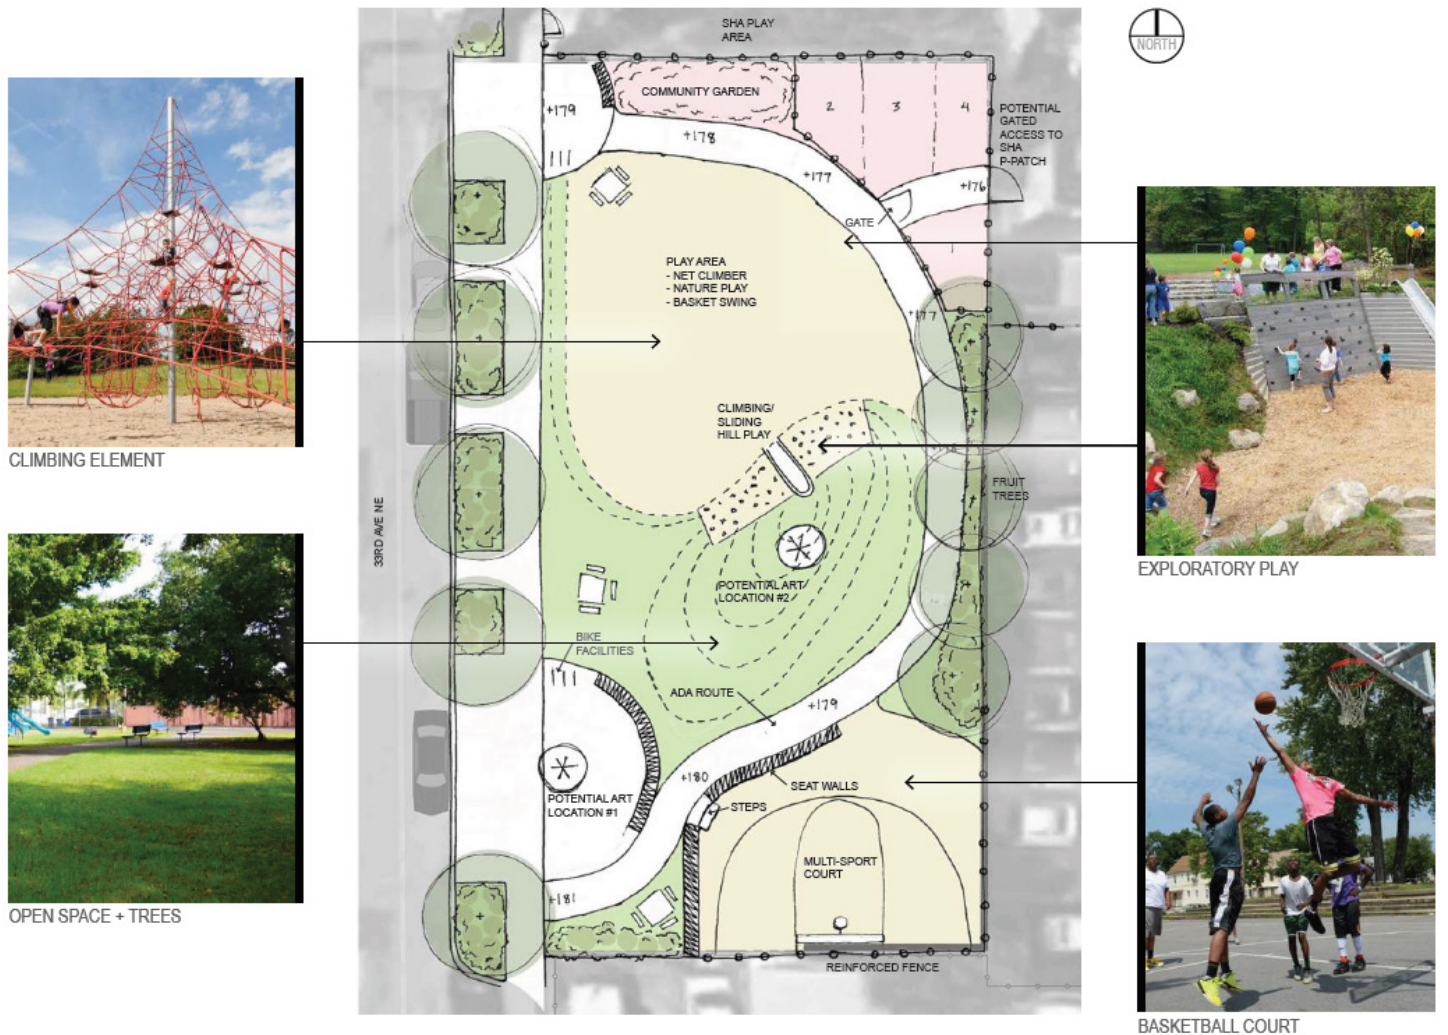 SHA PLAY
AREA
NORTH
COMMUNITY GARDEN
+179
+178
2
3
4
POTENTIAL
GATED
ACCESS TO
SHA
P-PATCH
+177
+176
GATE
1
PLAY AREA
- NET CLIMBER
- NATURE PLAY
- BASKET SWING
+177
CLIMBING/
SLIDING
HILL PLAY
CLIMBING ELEMENT
FRUIT
TREES
33RD AVE NE
EXPLORATORY PLAY
POTENTIAL ART
LOCATION #2
BIKE
FACILITIES
ADA ROUTE
+179
+180
SEAT WALLS
POTENTIAL ART
LOCATION #1
STEPS
MULTI-SPORT
COURT
+181
OPEN SPACE + TREES
REINFORCED FENCE
BASKETBALL COURT